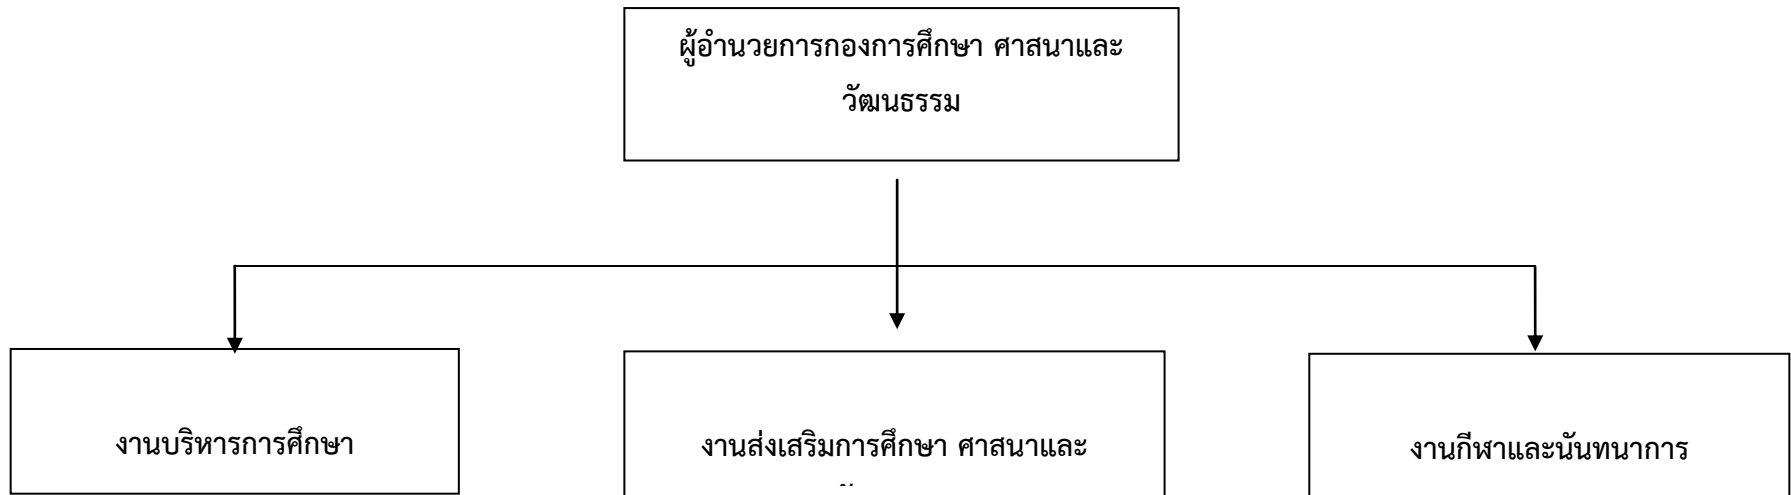 ผู้อำนวยการกองการศึกษา ศาสนาและ
วัฒนธรรม
งานบริหารการศึกษา
งานส่งเสริมการศึกษา ศาสนาและ
งานกีฬาและนันทนาการ